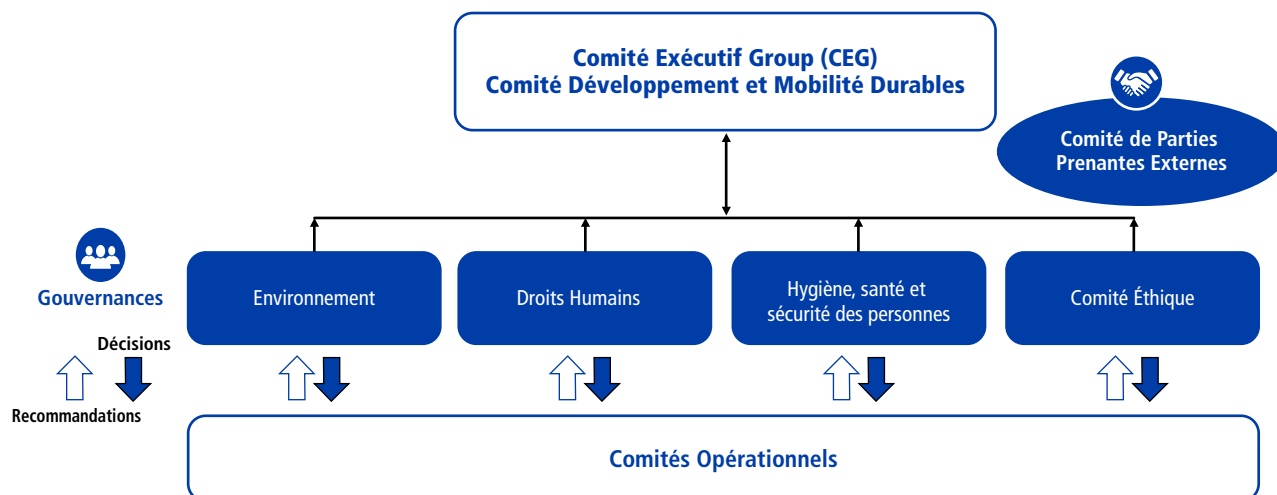 Comité Exécutif Group (CEG)
Comité Développement et Mobilité Durables
Comité de Parties
Prenantes Externes
Gouvernances
Environnement
Droits Humains
Hygiène, santé et
sécurité des personnes
Comité Éthique
Décisions
Recommandations
Comités Opérationnels